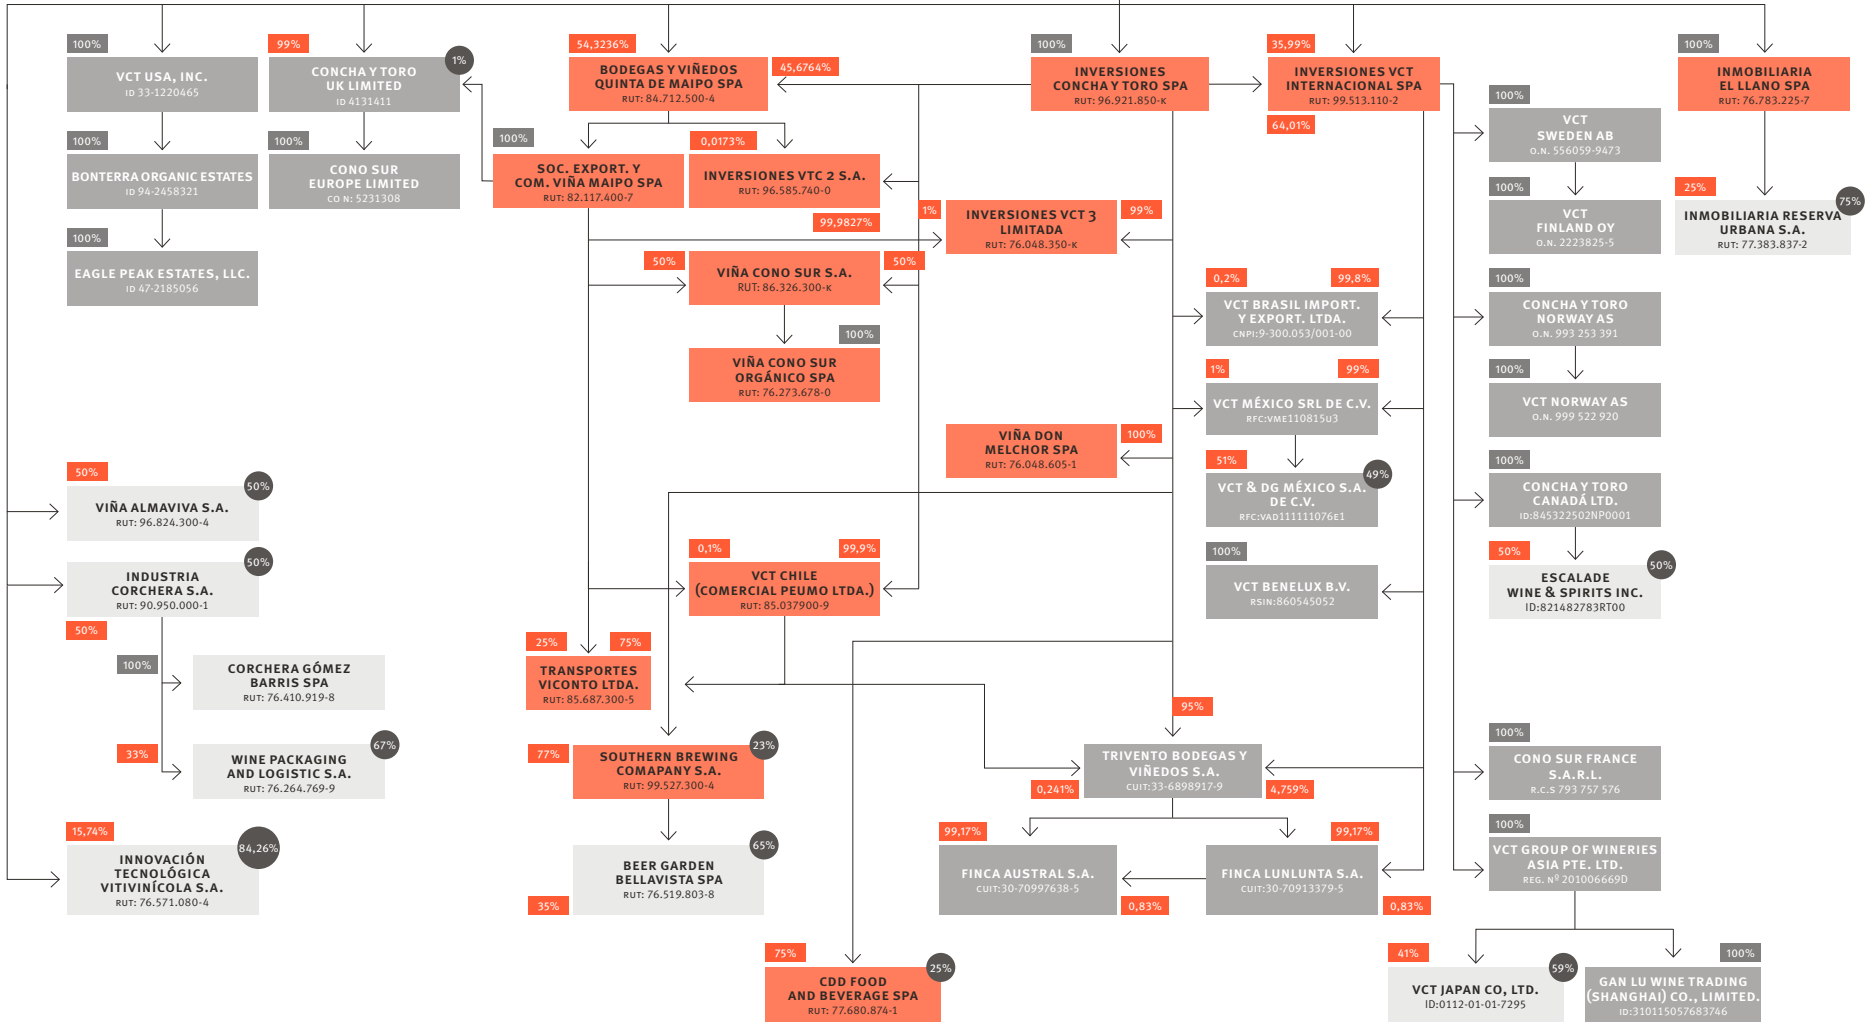 100%
VCT USA, INC.
ID 33-1220465
100%
BONTERRA ORGANIC ESTATES
ID 94-2458321
100%
EAGLE PEAK ESTATES, LLC.
ID 47-2185056
99%
1%
CONCHA Y TORO
UK LIMITED
ID 4131411
100%
CONO SUR
EUROPE LIMITED
CO N: 5231308
50%
50%
VIÑA ALMAVIVA S.A.
RUT: 96.824.300-4
50%
INDUSTRIA
CORCHERA S.A.
RUT: 90.950.000-1
50%
100%
CORCHERA GÓMEZ
BARRIS SPA
RUT: 76.410.919-8
33%
67%
WINE PACKAGING
AND LOGISTIC S.A.
RUT: 76.264.769-9
15,74%
84,26%
INNOVACIÓN
TECNOLÓGICA
VITIVINÍCOLA S.A.
RUT: 76.571.080-4
54,3236%
45,6764%
BODEGAS Y VIÑEDOS
QUINTA DE MAIPO SPA
RUT: 84.712.500-4
100%
SOC. EXPORT. Y
COM. VIÑA MAIPO SPA
RUT: 82.117.400-7
0,0173%
INVERSIONES VTC 2 S.A.
RUT: 96.585.740-0
99,9827%
1%
99%
INVERSIONES VCT 3
LIMITADA
RUT: 76.048.350-K
50%
50%
VIÑA CONO SUR S.A.
RUT: 86.326.300-K
100%
VIÑA CONO SUR
ORGÁNICO SPA
RUT: 76.273.678-0
100%
VIÑA DON
MELCHOR SPA
RUT: 76.048.605-1
0,1%
99,9%
VCT CHILE
(COMERCIAL PEUMO LTDA.)
RUT: 85.037900-9
25%
75%
TRANSPORTES
VICONTO LTDA.
RUT: 85.687.300-5
77%
23%
SOUTHERN BREWING
COMAPANY S.A.
RUT: 99.527.300-4
65%
BEER GARDEN
BELLAVISTA SPA
RUT: 76.519.803-8
35%
75%
25%
CDD FOOD
AND BEVERAGE SPA
RUT: 77.680.874-1
100%
INVERSIONES
CONCHA Y TORO SPA
RUT: 96.921.850-K
35,99%
INVERSIONES VCT
INTERNACIONAL SPA
RUT: 99.513.110-2
64,01%
0,2%
99,8%
VCT BRASIL IMPORT.
Y EXPORT. LTDA.
CNPI:9-300.053/001-00
1%
99%
VCT MÉXICO SRL DE C.V.
RFC:VME110815U3
51%
49%
VCT & DG MÉXICO S.A.
DE C.V.
RFC:VAD111111076E1
100%
VCT BENELUX B.V.
RSIN:860545052
95%
TRIVENTO BODEGAS Y
VIÑEDOS S.A.
CUIT:33-6898917-9
0,241%
4,759%
99,17%
FINCA AUSTRAL S.A.
CUIT:30-70997638-5
0,83%
99,17%
FINCA LUNLUNTA S.A.
CUIT:30-70913379-5
0,83%
100%
VCT
SWEDEN AB
O.N. 556059-9473
100%
VCT
FINLAND OY
O.N. 2223825-5
100%
CONCHA Y TORO
NORWAY AS
O.N. 993 253 391
100%
VCT NORWAY AS
O.N. 999 522 920
100%
CONCHA Y TORO
CANADÁ LTD.
ID:845322502NP0001
50%
50%
ESCALADE
WINE & SPIRITS INC.
ID:821482783RT00
100%
CONO SUR FRANCE
S.A.R.L.
R.C.S 793 757 576
100%
VCT GROUP OF WINERIES
ASIA PTE. LTD.
REG. Nº 201006669D
41%
59%
VCT JAPAN CO, LTD.
ID:0112-01-01-7295
100%
GAN LU WINE TRADING
(SHANGHAI) CO., LIMITED.
ID:310115057683746
100%
INMOBILIARIA
EL LLANO SPA
RUT: 76.783.225-7
25%
75%
INMOBILIARIA RESERVA
URBANA S.A.
RUT: 77.383.837-2